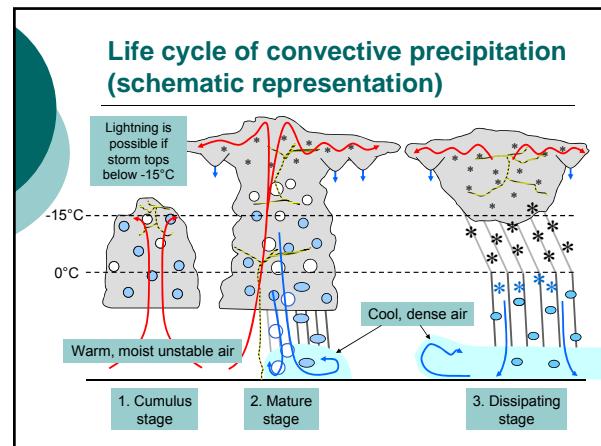 Life cycle of convective precipitation
(schematic representation)
Lightning is
possible if
storm tops
below -15°C
-15°C
0°C
Cool, dense air
Warm, moist unstable air
1. Cumulus
stage
2. Mature
stage
3. Dissipating
stage